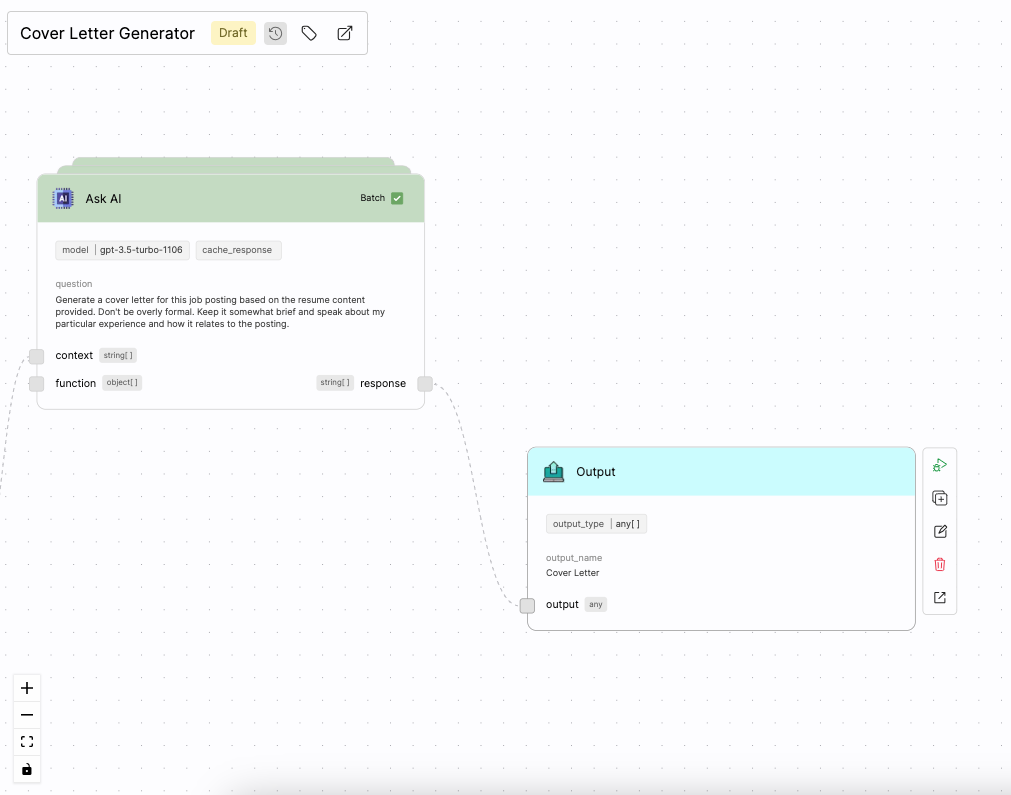 Cover Letter Generator Draft
Ask AI Batch
AI
model | gpt-3.5-turbo-1106 cache_response
question
Generate a cover letter for this job posting based on the resume content
provided. Don't be overly formal. Keep it somewhat brief and speak about my
particular experience and how it relates to the posting.
context string[ ]
function object[ ] string[ ] response
Output
output_type | any[ ]
output_name
Cover Letter
output any